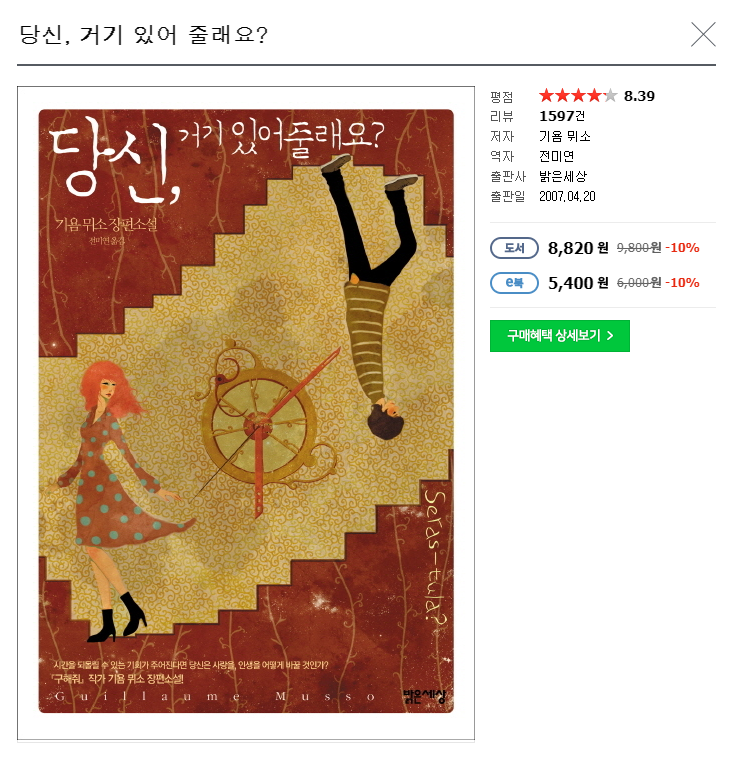 당신, 거기 있어 줄래요?
당신, 거기 있어 줄래요?
기욤 뮈소 장편소설
전미연 옮김
Seras-tu là?
시간을 되돌릴 수 있는 기회가 주어진다면 당신은 사랑을, 인생을 어떻게 바꿀 것인가?
『구해줘』 작가 기욤 뮈소 장편소설!
Guillaume Musso
밝은세상
평점 8.39
리뷰 1597건
저자 기욤 뮈소
역자 전미연
출판사 밝은세상
출판일 2007.04.20
도서 8,820 원 9,800원 -10%
e북 5,400 원 6,000원 -10%
구매혜택 상세보기 >